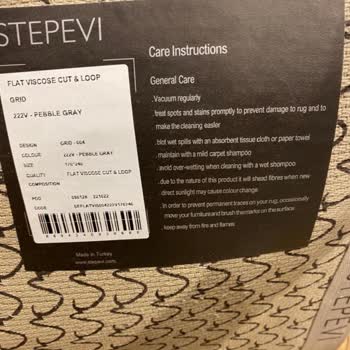 STEPEVI
FLAT VISCOSE CUT & LOOP
GRID
222V - PEBBLE GRAY
DESIGN GRID - 004
COLOUR 222V - PEBBLE GRAY
SIZE 170*240
QUALITY FLAT VISCOSE CUT & LOOP
COMPOSITION
PDO
CODE
Made in Turkey
www.stepevi.com
Care Instructions
General Care
. Vacuum regularly
. treat spots and stains promptly to prevent damage to rug and to
make the cleaning easier
. blot wet spills with an absorbent tissue cloth or paper towel
. maintain with a mild carpet shampoo
. avoid over-wetting when cleaning with a wet shampoo
. due to the nature of this product it will shead fibres when new
direct sunlight may cause colour change
. In order to prevent permanent traces on your rug, occasionally
move your furniture and brush the marks on the surface
. keep away from fire and flames